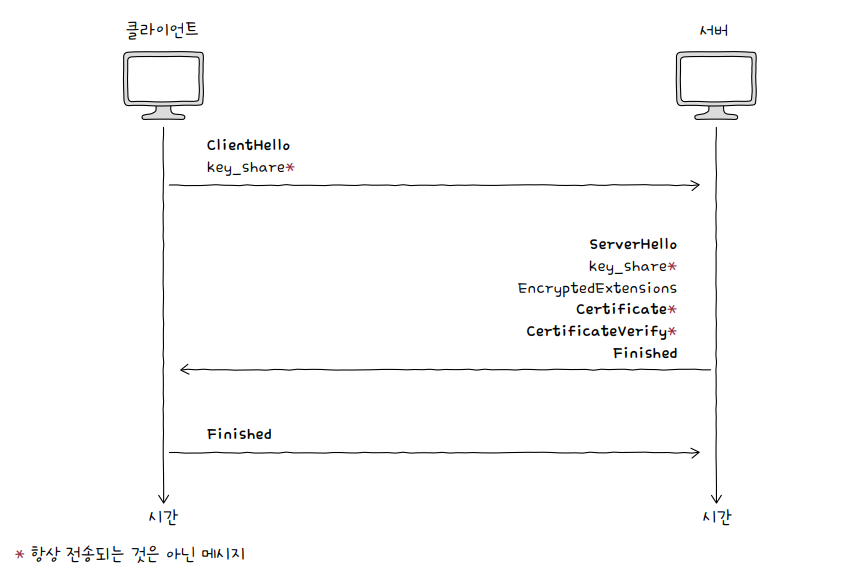 클라이언트
서버
ClientHello
key_share*
ServerHello
key_share*
EncryptedExtensions
Certificate*
CertificateVerify*
Finished
Finished
시간
시간
* 항상 전송되는 것은 아닌 메시지